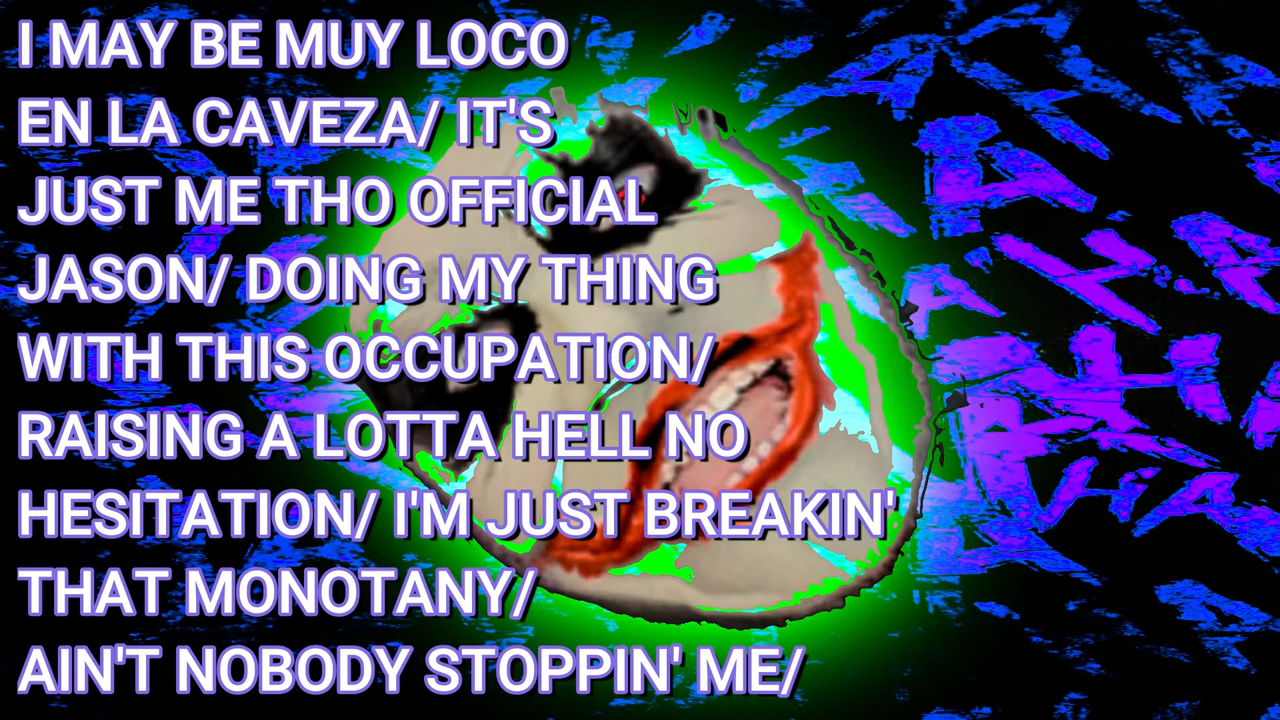 I MAY BE MUY LOCO
EN LA CAVEZA/ IT'S
JUST ME THO OFFICIAL
JASON/ DOING MY THING
WITH THIS OCCUPATION/
RAISING A LOTTA HELL NO
HESITATION/ I'M JUST BREAKIN'
THAT MONOTANY/
AIN'T NOBODY STOPPIN' ME/